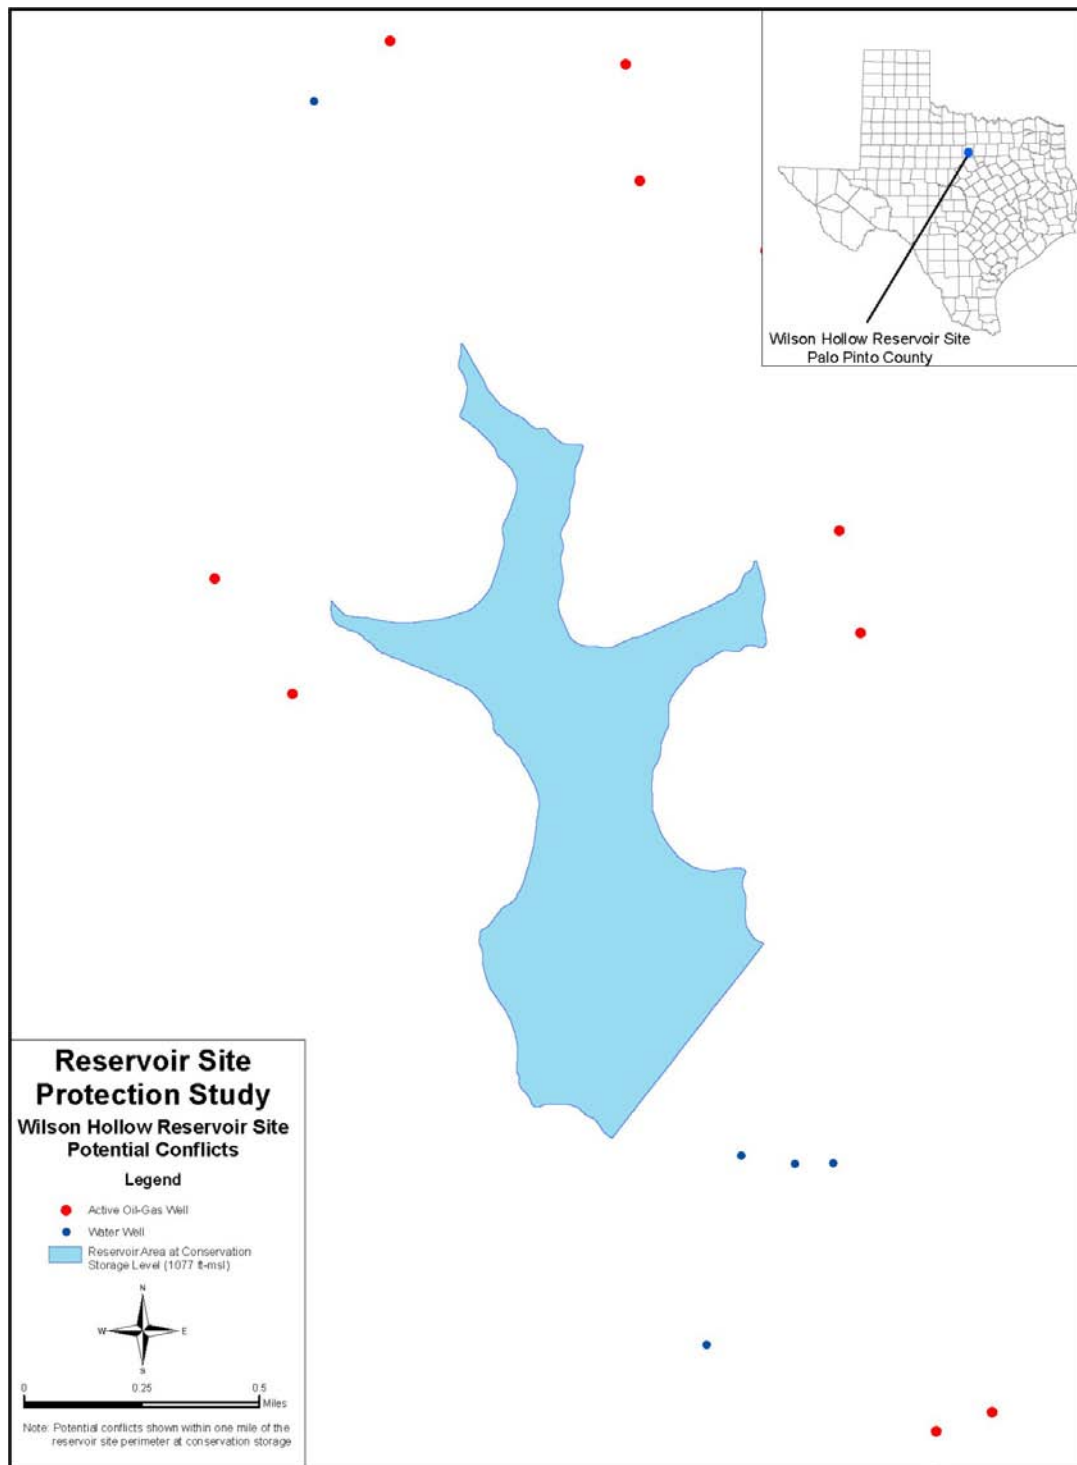 Wilson Hollow Reservoir Site
Palo Pinto County
Reservoir Site
Protection Study
Wilson Hollow Reservoir Site
Potential Conflicts
Legend
Active Oil-Gas Well
Water Well
Reservoir Area at Conservation
Storage Level (1077 ft-msl)
N
W E
S
0 0.25 0.5
Miles
Note: Potential conflicts shown within one mile of the
reservoir site perimeter at conservation storage